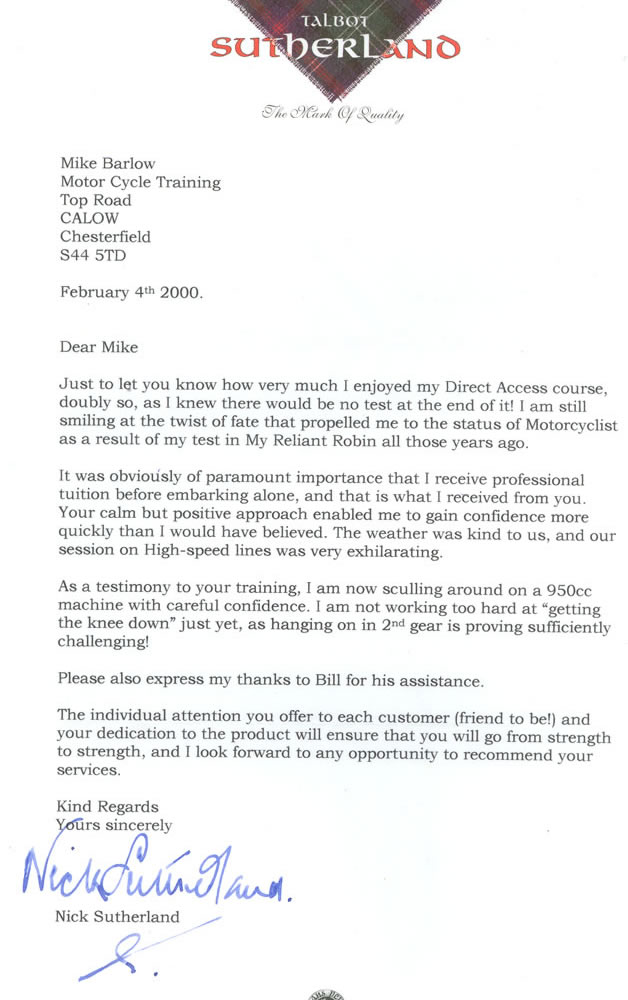 TALBOT
SUTHERLAND
The Mark Of Quality
Mike Barlow
Motor Cycle Training
Top Road
CALOW
Chesterfield
S44 5TD
February 4th 2000.
Dear Mike
Just to let you know how very much I enjoyed my Direct Access course,
doubly so, as I knew there would be no test at the end of it! I am still
smiling at the twist of fate that propelled me to the status of Motorcyclist
as a result of my test in My Reliant Robin all those years ago.
It was obviously of paramount importance that I receive professional
tuition before embarking alone, and that is what I received from you.
Your calm but positive approach enabled me to gain confidence more
quickly than I would have believed. The weather was kind to us, and our
session on High-speed lines was very exhilarating.
As a testimony to your training, I am now sculling around on a 950cc
machine with careful confidence. I am not working too hard at “getting
the knee down” just yet, as hanging on in 2nd gear is proving sufficiently
challenging!
Please also express my thanks to Bill for his assistance.
The individual attention you offer to each customer (friend to be!) and
your dedication to the product will ensure that you will go from strength
to strength, and I look forward to any opportunity to recommend your
services.
Kind Regards
Yours sincerely
Nick Sutherland.
Nick Sutherland